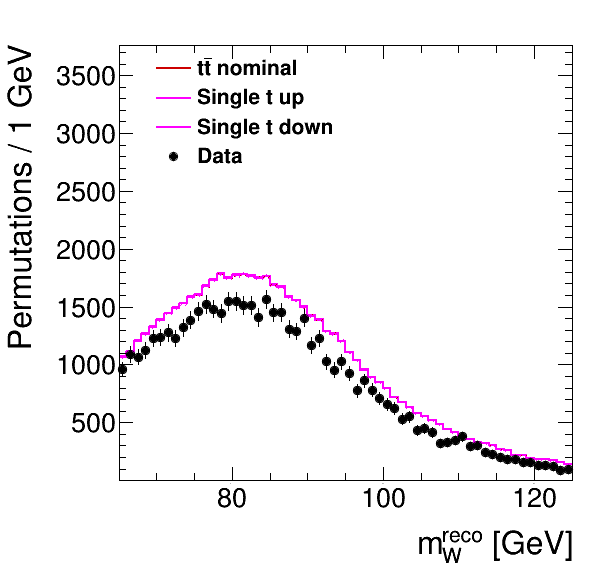 Permutations / 1 GeV
3500
3000
2500
2000
1500
1000
500
tt̄ nominal
Single t up
Single t down
Data
80
100
120
m_W^reco [GeV]